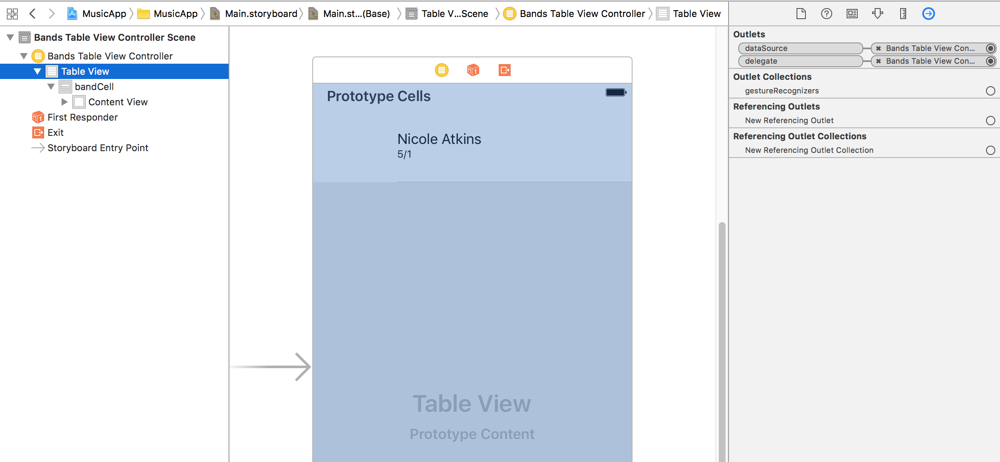 MusicApp MusicApp Main.storyboard Main.st...(Base) Table V...Scene Bands Table View Controller Table View
Bands Table View Controller Scene
Bands Table View Controller
Table View
bandCell
Content View
First Responder
Exit
Storyboard Entry Point
Prototype Cells
Nicole Atkins
5/1
Table View
Prototype Content
Outlets
dataSource Bands Table View Con...
delegate Bands Table View Con...
Outlet Collections
gestureRecognizers
Referencing Outlets
New Referencing Outlet
Referencing Outlet Collections
New Referencing Outlet Collection